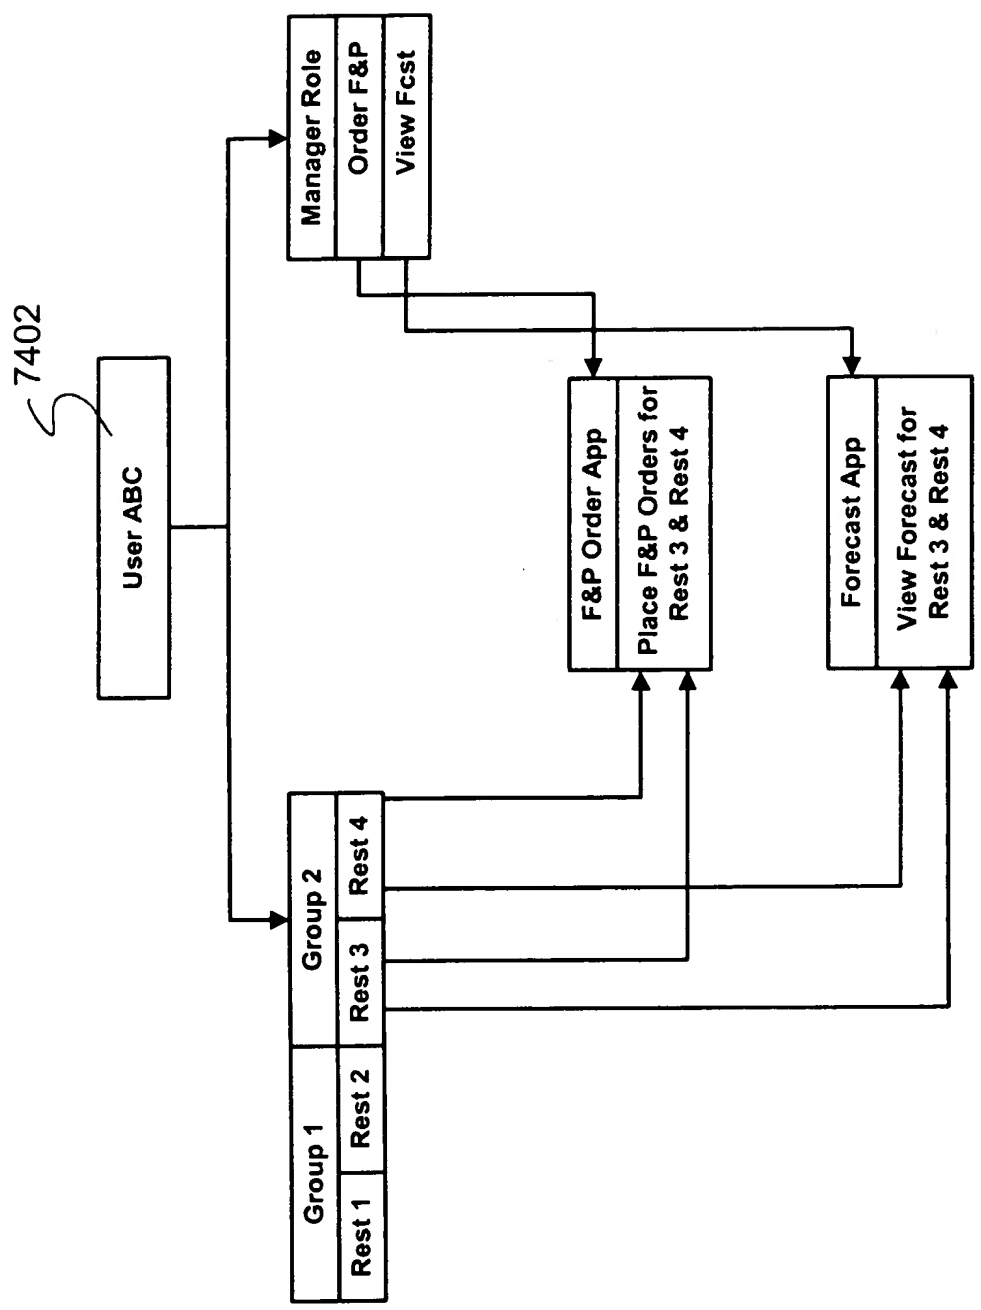 7402
User ABC
Group 1
Group 2
Rest 1
Rest 2
Rest 3
Rest 4
Manager Role
Order F&P
View Fcst
F&P Order App
Place F&P Orders for
Rest 3 & Rest 4
Forecast App
View Forecast for
Rest 3 & Rest 4